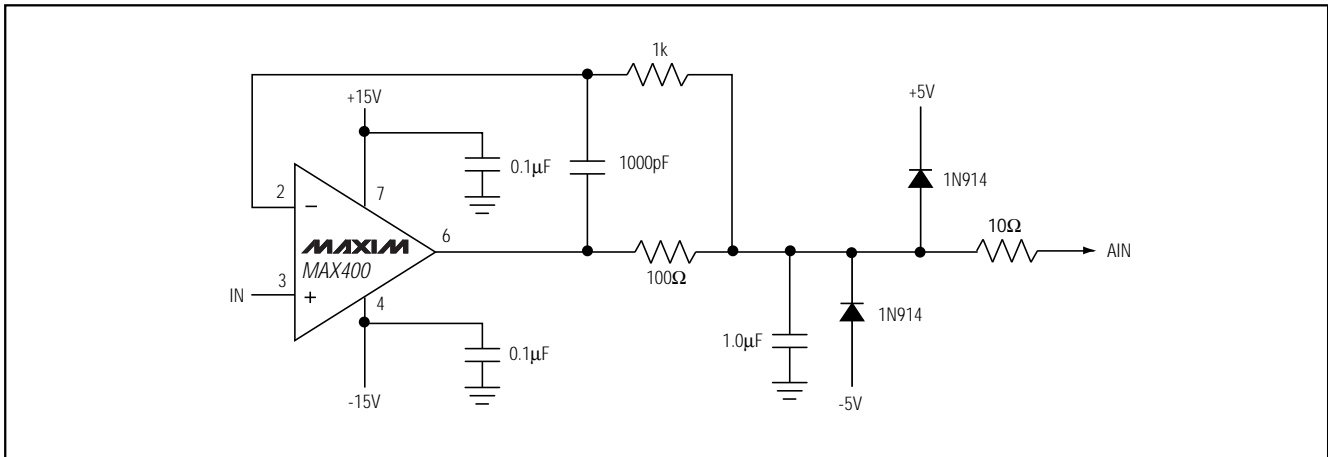 1k
+15V
+5V
0.1µF
1000pF
1N914
2
7
−
MAXIM
6
10Ω
MAX400
AIN
100Ω
3
IN
+
4
1N914
1.0µF
0.1µF
-15V
-5V